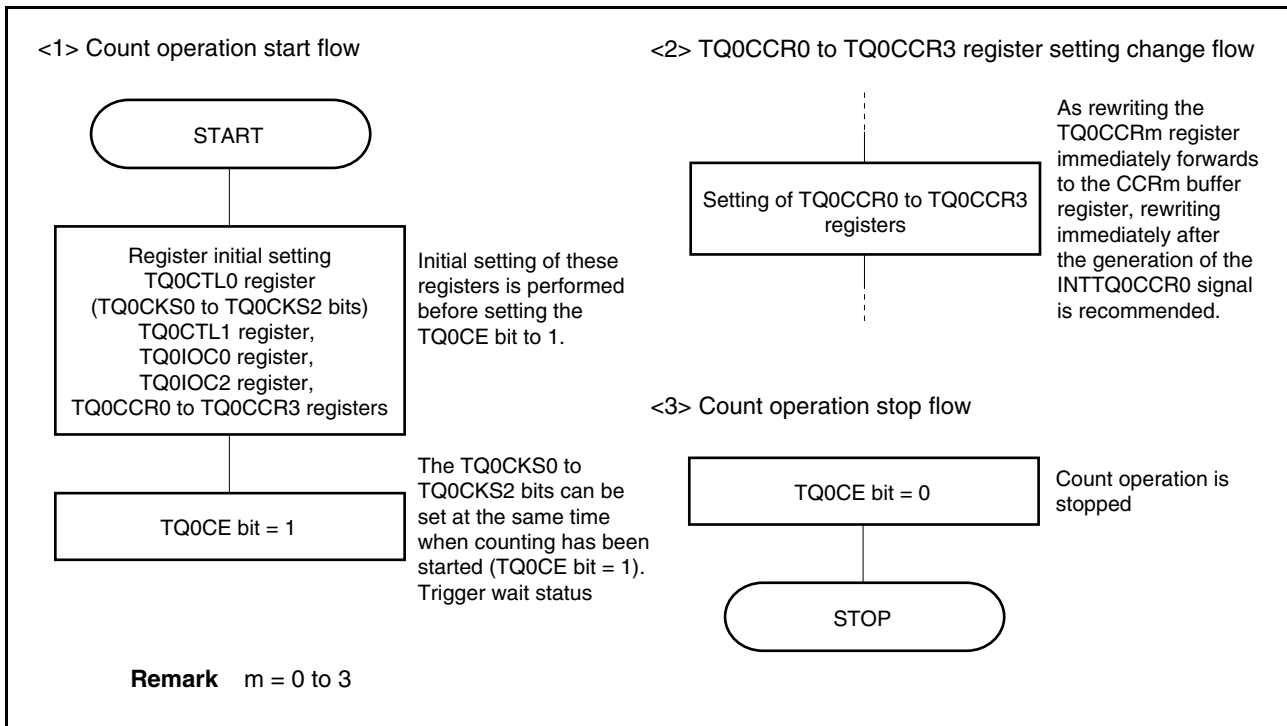 <1> Count operation start flow
START
Register initial setting
TQ0CTL0 register
(TQ0CKS0 to TQ0CKS2 bits)
TQ0CTL1 register,
TQ0IOC0 register,
TQ0IOC2 register,
TQ0CCR0 to TQ0CCR3 registers
Initial setting of these
registers is performed
before setting the
TQ0CE bit to 1.
TQ0CE bit = 1
The TQ0CKS0 to
TQ0CKS2 bits can be
set at the same time
when counting has been
started (TQ0CE bit = 1).
Trigger wait status
<2> TQ0CCR0 to TQ0CCR3 register setting change flow
Setting of TQ0CCR0 to TQ0CCR3
registers
As rewriting the
TQ0CCRm register
immediately forwards
to the CCRm buffer
register, rewriting
immediately after
the generation of the
INTTQ0CCR0 signal
is recommended.
<3> Count operation stop flow
TQ0CE bit = 0
Count operation is
stopped
STOP
Remark m = 0 to 3